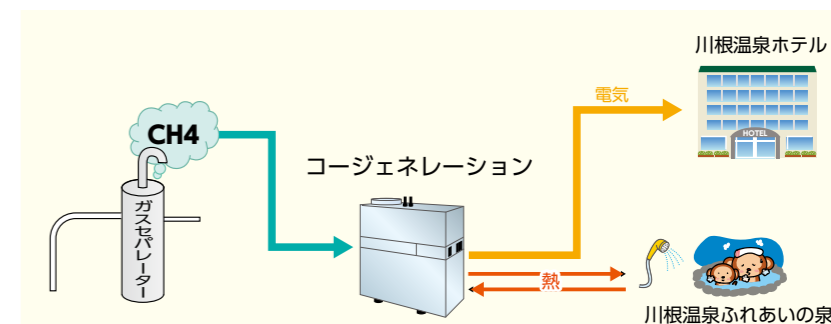 川根温泉ホテル
電気
HOTEL
CH4
コージェネレーション
ガスセパレーター
熱
川根温泉ふれあいの泉